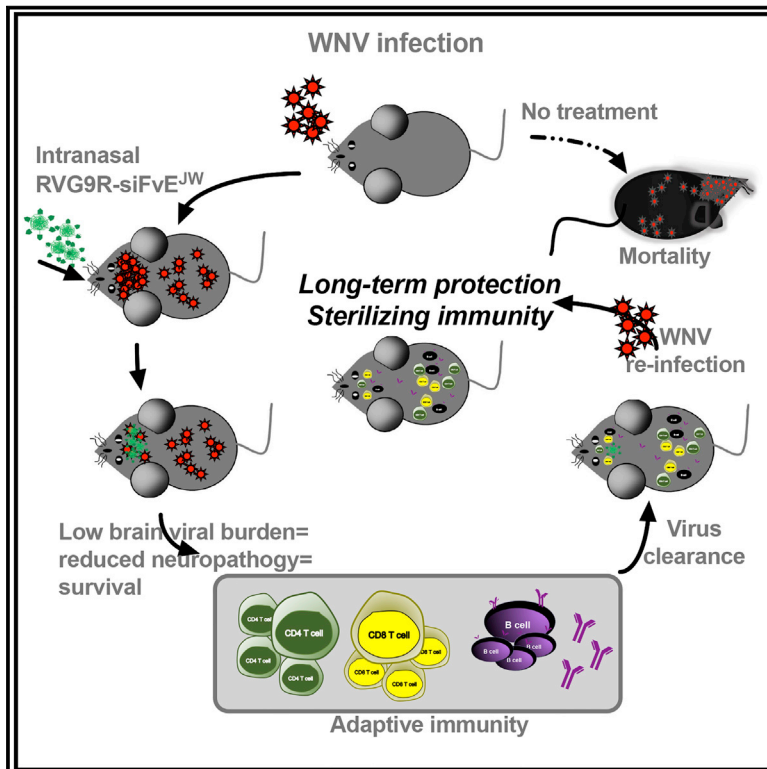 WNV infection
No treatment
Intranasal
RVG9R-siFvE^JW
Mortality
Long-term protection
Sterilizing immunity
WNV
re-infection
Low brain viral burden=
reduced neuropathogy=
survival
Virus
clearance
CD4 T cell
CD4 T cell
CD4 T cell
CD4 T cell
CD8 T cell
CD8 T cell
CD8 T cell
CD8 T cell
B cell
B cell
B cell
B cell
Adaptive immunity